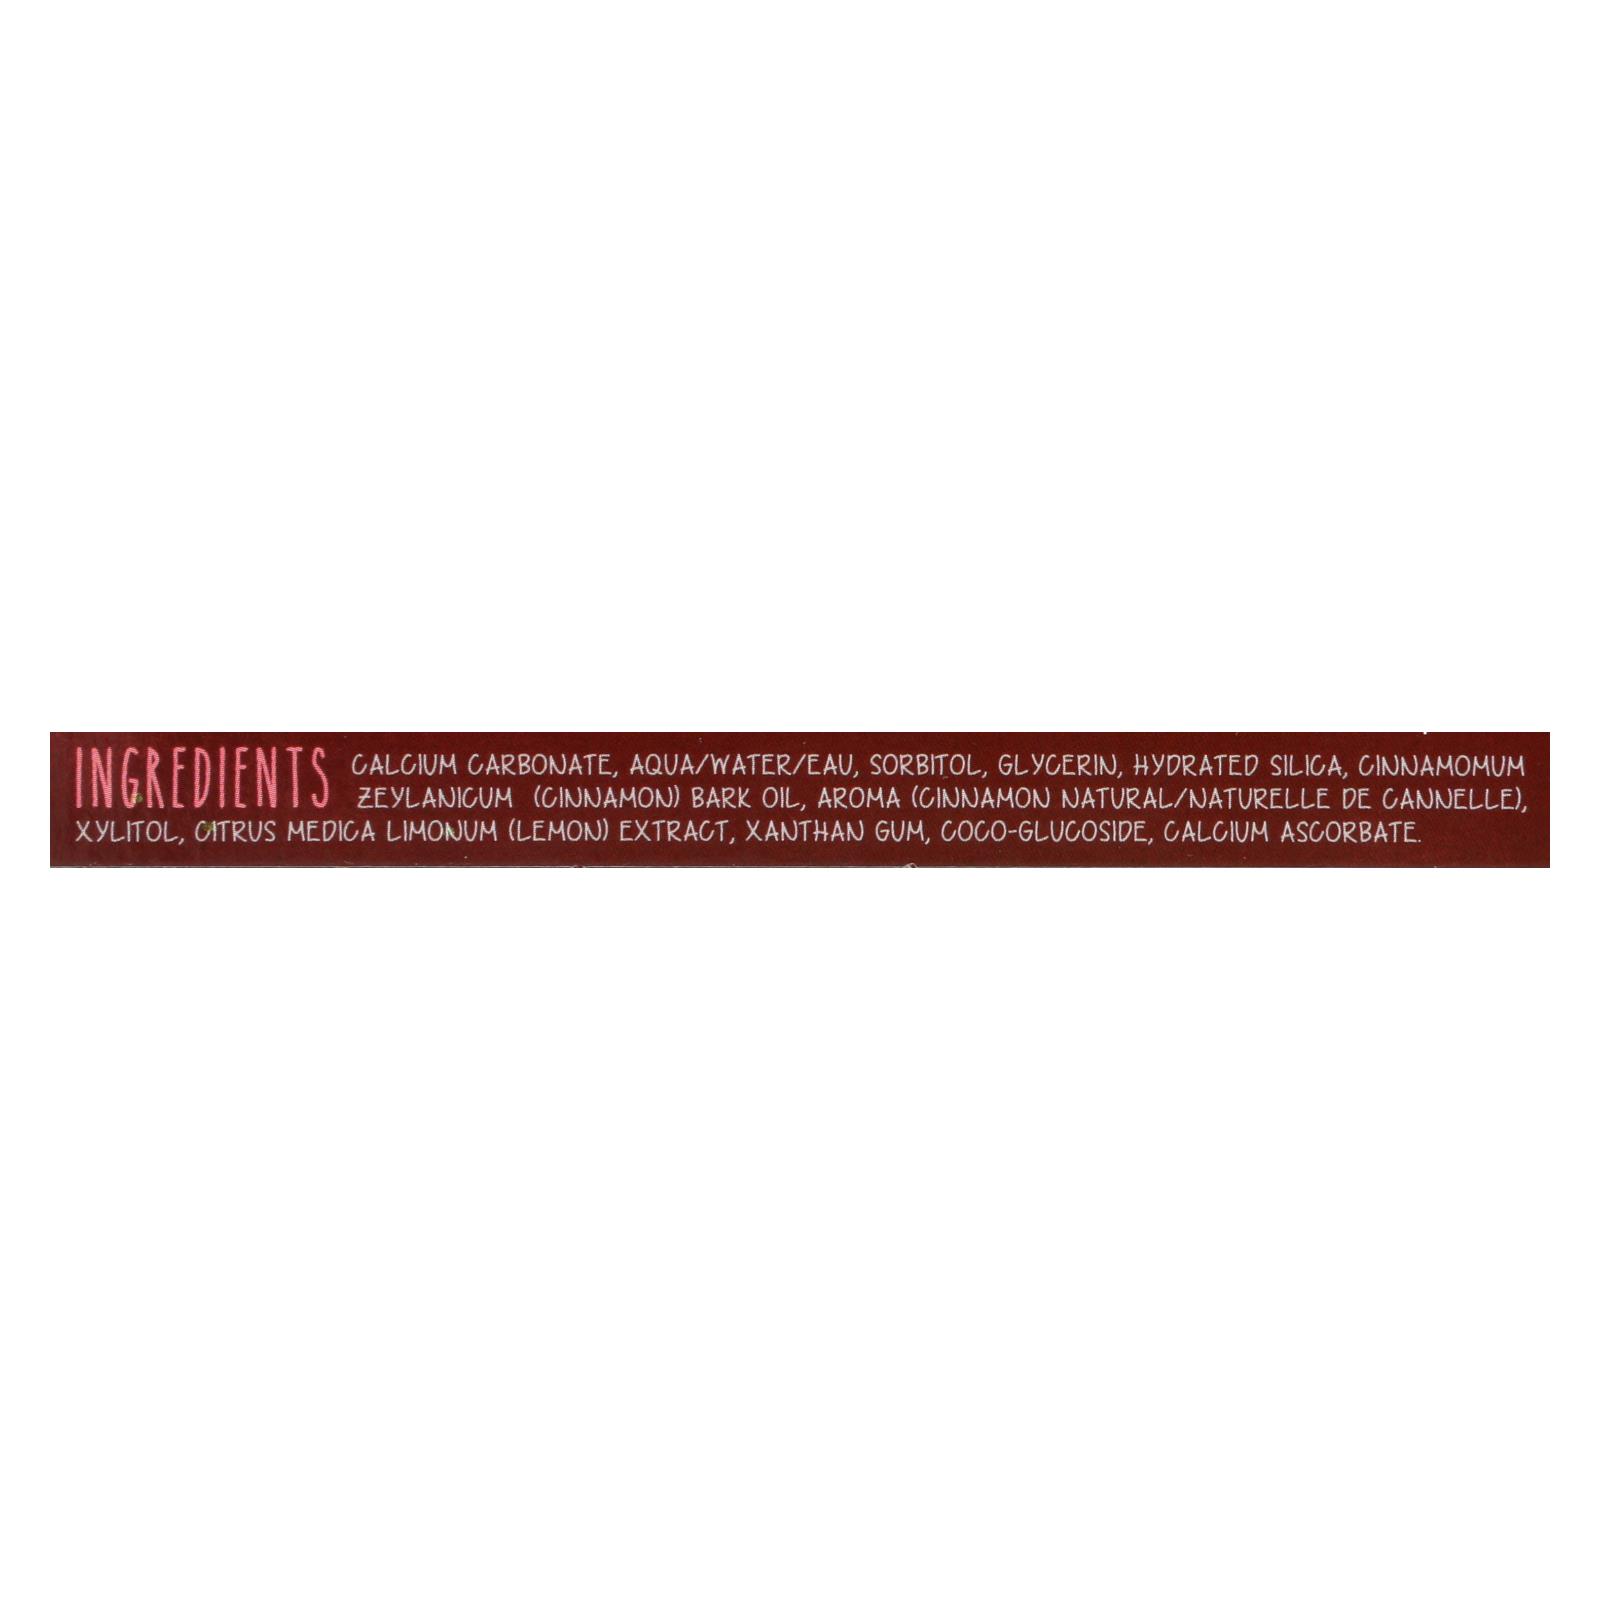 INGREDIENTS CALCIUM CARBONATE, AQUA/WATER/EAU, SORBITOL, GLYCERIN, HYDRATED SILICA, CINNAMOMUM
ZEYLANICUM (CINNAMON) BARK OIL, AROMA (CINNAMON NATURAL/NATURELLE DE CANNELLE),
XYLITOL, CITRUS MEDICA LIMONUM (LEMON) EXTRACT, XANTHAN GUM, COCO-GLUCOSIDE, CALCIUM ASCORBATE.